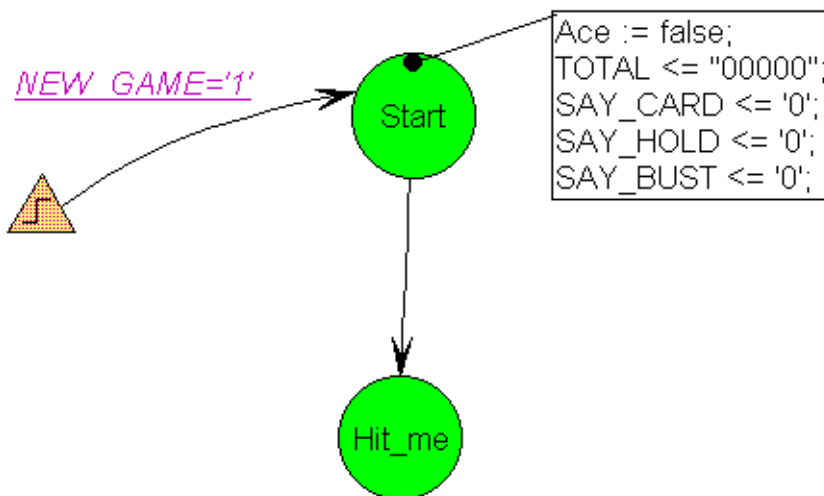 NEW_GAME='1'
Start
Ace := false;
TOTAL <= "00000";
SAY_CARD <= '0';
SAY_HOLD <= '0';
SAY_BUST <= '0';
Hit_me